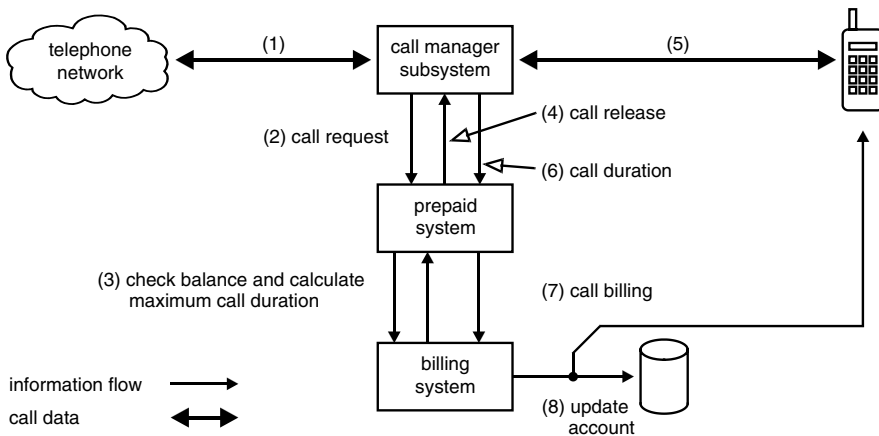 telephone
network
(1)
call manager
subsystem
(5)
(2) call request
(4) call release
(6) call duration
prepaid
system
(3) check balance and calculate
maximum call duration
(7) call billing
billing
system
(8) update
account
information flow
call data